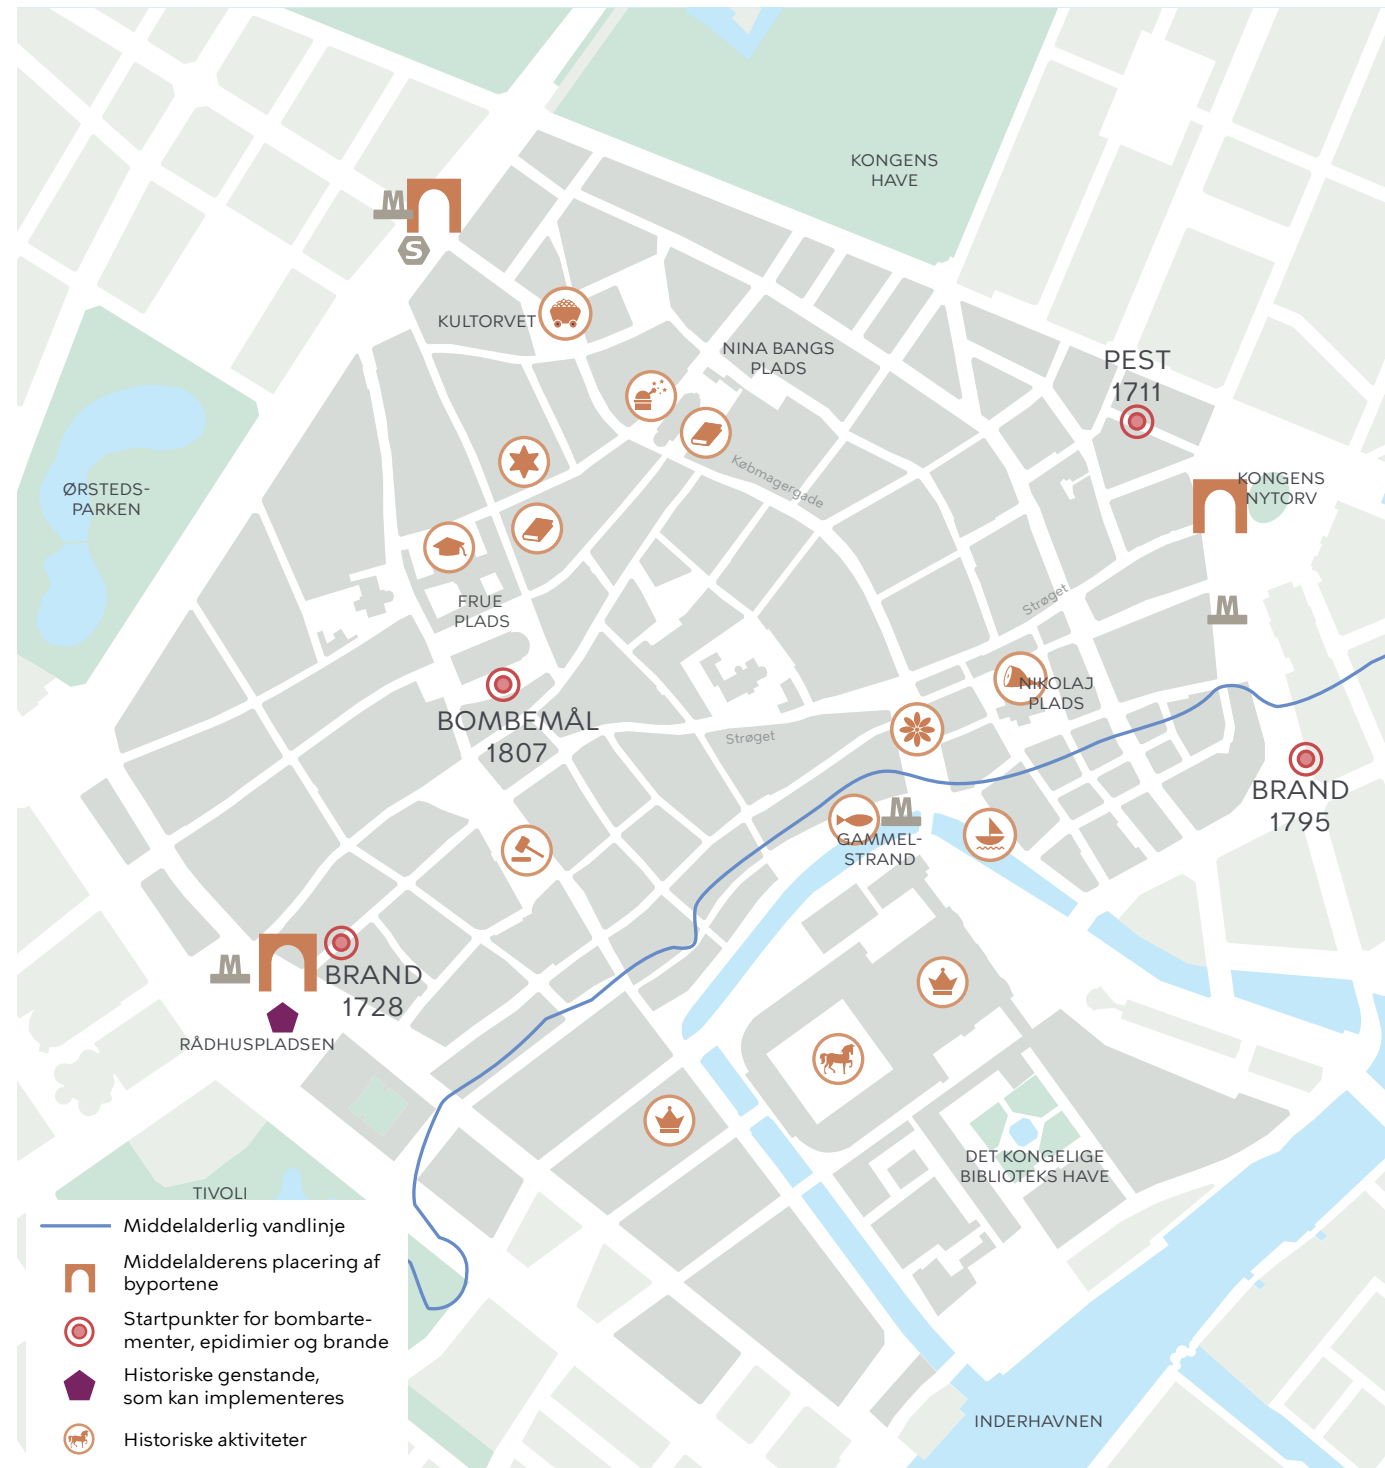 KONGENS
HAVE
M
S
KULTORVET
NINA BANGS
PLADS
PEST
1711
Købmagergade
KONGENS
NYTORV
ØRSTEDS-
PARKEN
FRUE
PLADS
Strøget
M
NIKOLAJ
PLADS
BOMBEMÅL
1807
Strøget
BRAND
1795
M
GAMMEL-
STRAND
M
BRAND
1728
RÅDHUSPLADSEN
DET KONGELIGE
BIBLIOTEKS HAVE
TIVOLI
INDERHAVNEN
Middelalderlig vandlinje
Middelalderens placering af
byportene
Startpunkter for bombarte-
menter, epidimier og brande
Historiske genstande,
som kan implementeres
Historiske aktiviteter